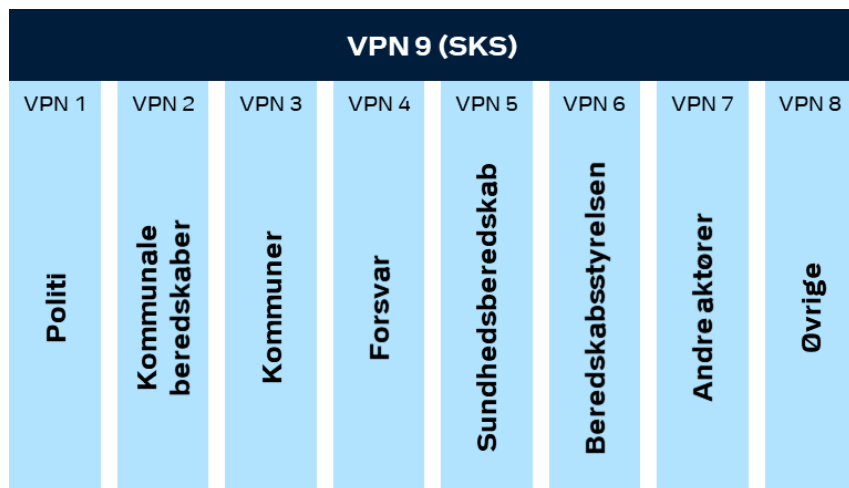 VPN 9 (SKS)
VPN 1
VPN 2
VPN 3
VPN 4
VPN 5
VPN 6
VPN 7
VPN 8
Politi
Kommunale
beredskaber
Kommuner
Forsvar
Sundhedsberedskab
Beredskabsstyrelsen
Andre aktører
Øvrige